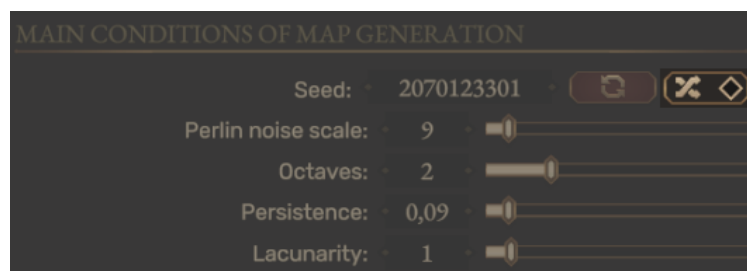 MAIN CONDITIONS OF MAP GENERATION
Seed: 2070123301
Perlin noise scale: 9
Octaves: 2
Persistence: 0,09
Lacunarity: 1